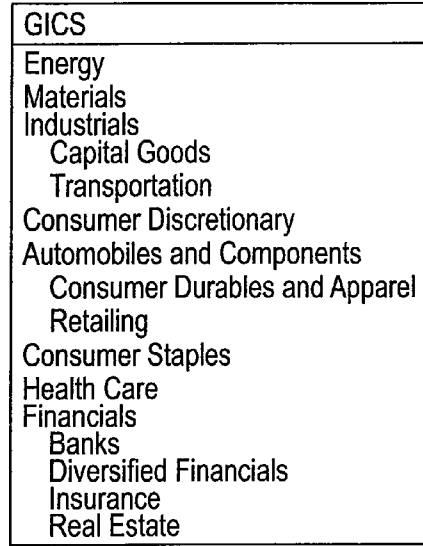 GICS
Energy
Materials
Industrials
Capital Goods
Transportation
Consumer Discretionary
Automobiles and Components
Consumer Durables and Apparel
Retailing
Consumer Staples
Health Care
Financials
Banks
Diversified Financials
Insurance
Real Estate